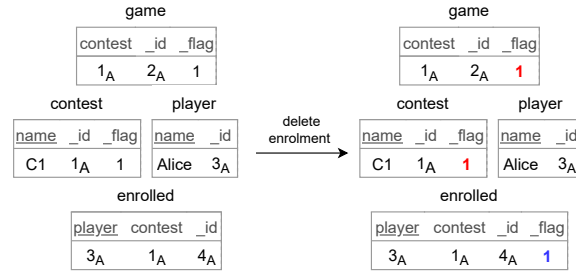 game
contest _id _flag
1A 2A 1
contest
name _id _flag
C1 1A 1
player
name _id
Alice 3A
enrolled
player contest _id
3A 1A 4A
delete
enrolment
game
contest _id _flag
1A 2A 1
contest
name _id _flag
C1 1A 1
player
name _id
Alice 3A
enrolled
player contest _id _flag
3A 1A 4A 1